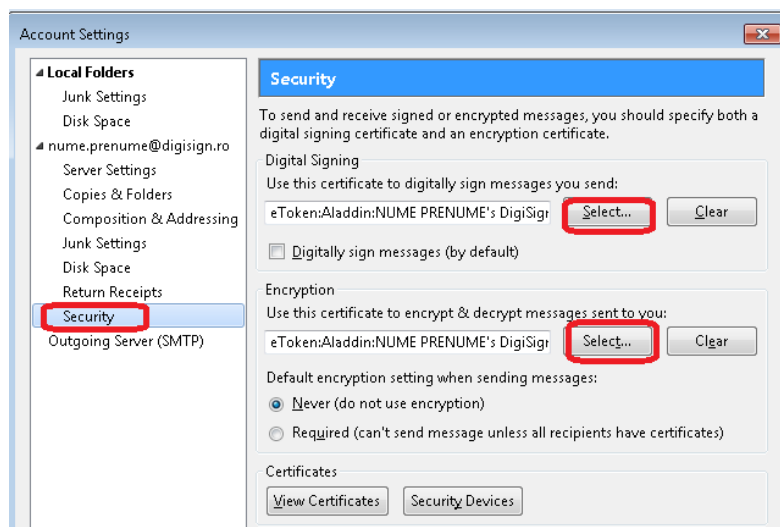 Account Settings
Local Folders
Junk Settings
Disk Space
nume.prenume@digisign.ro
Server Settings
Copies & Folders
Composition & Addressing
Junk Settings
Disk Space
Return Receipts
Security
Outgoing Server (SMTP)
Security
To send and receive signed or encrypted messages, you should specify both a
digital signing certificate and an encryption certificate.
Digital Signing
Use this certificate to digitally sign messages you send:
eToken:Aladdin:NUME PRENUME's DigiSigr Select... Clear
Digitally sign messages (by default)
Encryption
Use this certificate to encrypt & decrypt messages sent to you:
eToken:Aladdin:NUME PRENUME's DigiSigr Select... Clear
Default encryption setting when sending messages:
Never (do not use encryption)
Required (can't send message unless all recipients have certificates)
Certificates
View Certificates Security Devices